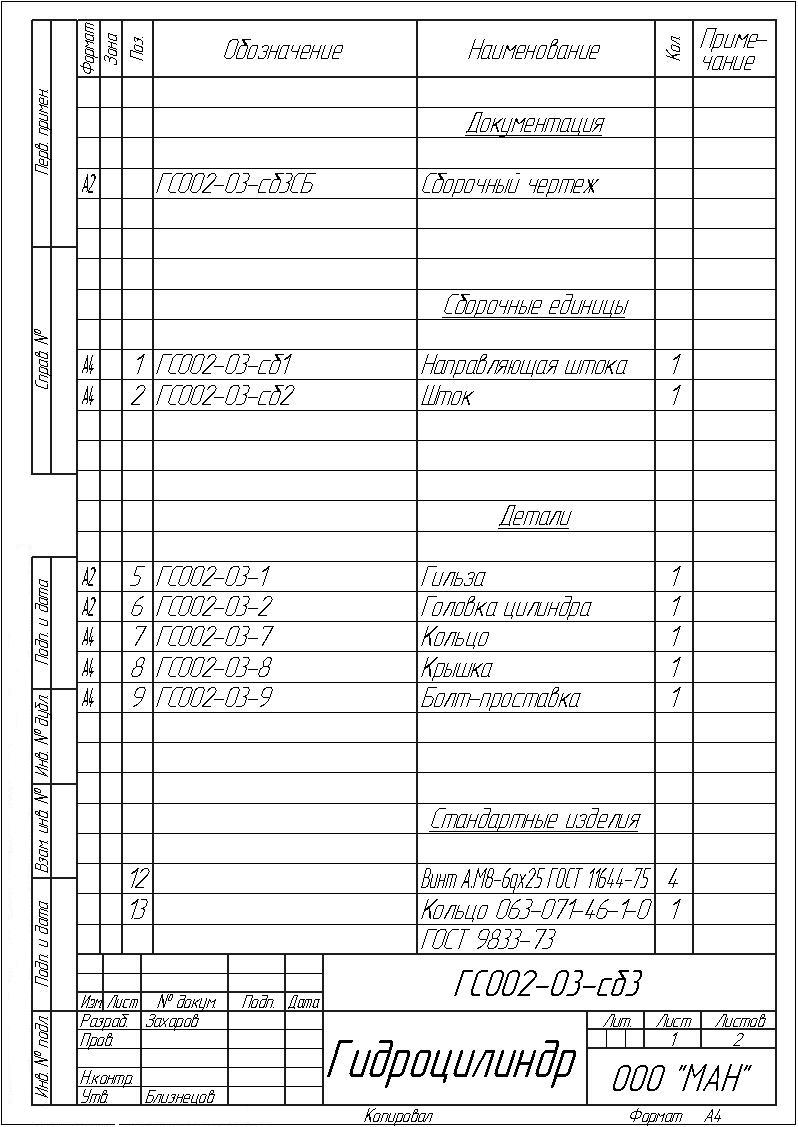 Формат Зона Поз. Обозначение Наименование Кол Приме-
чание
Документация
А2 ГС002-03-сб3СБ Сборочный чертеж
Сборочные единицы
А4 1 ГС002-03-сб1 Направляющая штока 1
А4 2 ГС002-03-сб2 Шток 1
Детали
А2 5 ГС002-03-1 Гильза 1
А2 6 ГС002-03-2 Головка цилиндра 1
А4 7 ГС002-03-7 Кольцо 1
А4 8 ГС002-03-8 Крышка 1
А4 9 ГС002-03-9 Болт-проставка 1
Стандартные изделия
12 Винт А.М8-6qх25 ГОСТ 11644-75 4
13 Кольцо 063-071-46-1-0 1
ГОСТ 9833-73
Перв. примен.
Справ. №
Подп. и дата
Инв. № дубл.
Взам. инв. №
Подп. и дата
Инв. № подл.
ГС002-03-сб3
Изм. Лист № докум. Подп. Дата
Разраб. Захаров
Пров.
Н.контр.
Утв. Близнецов
Гидроцилиндр
Лит. Лист Листов
1 2
ООО "МАН"
Копировал Формат А4